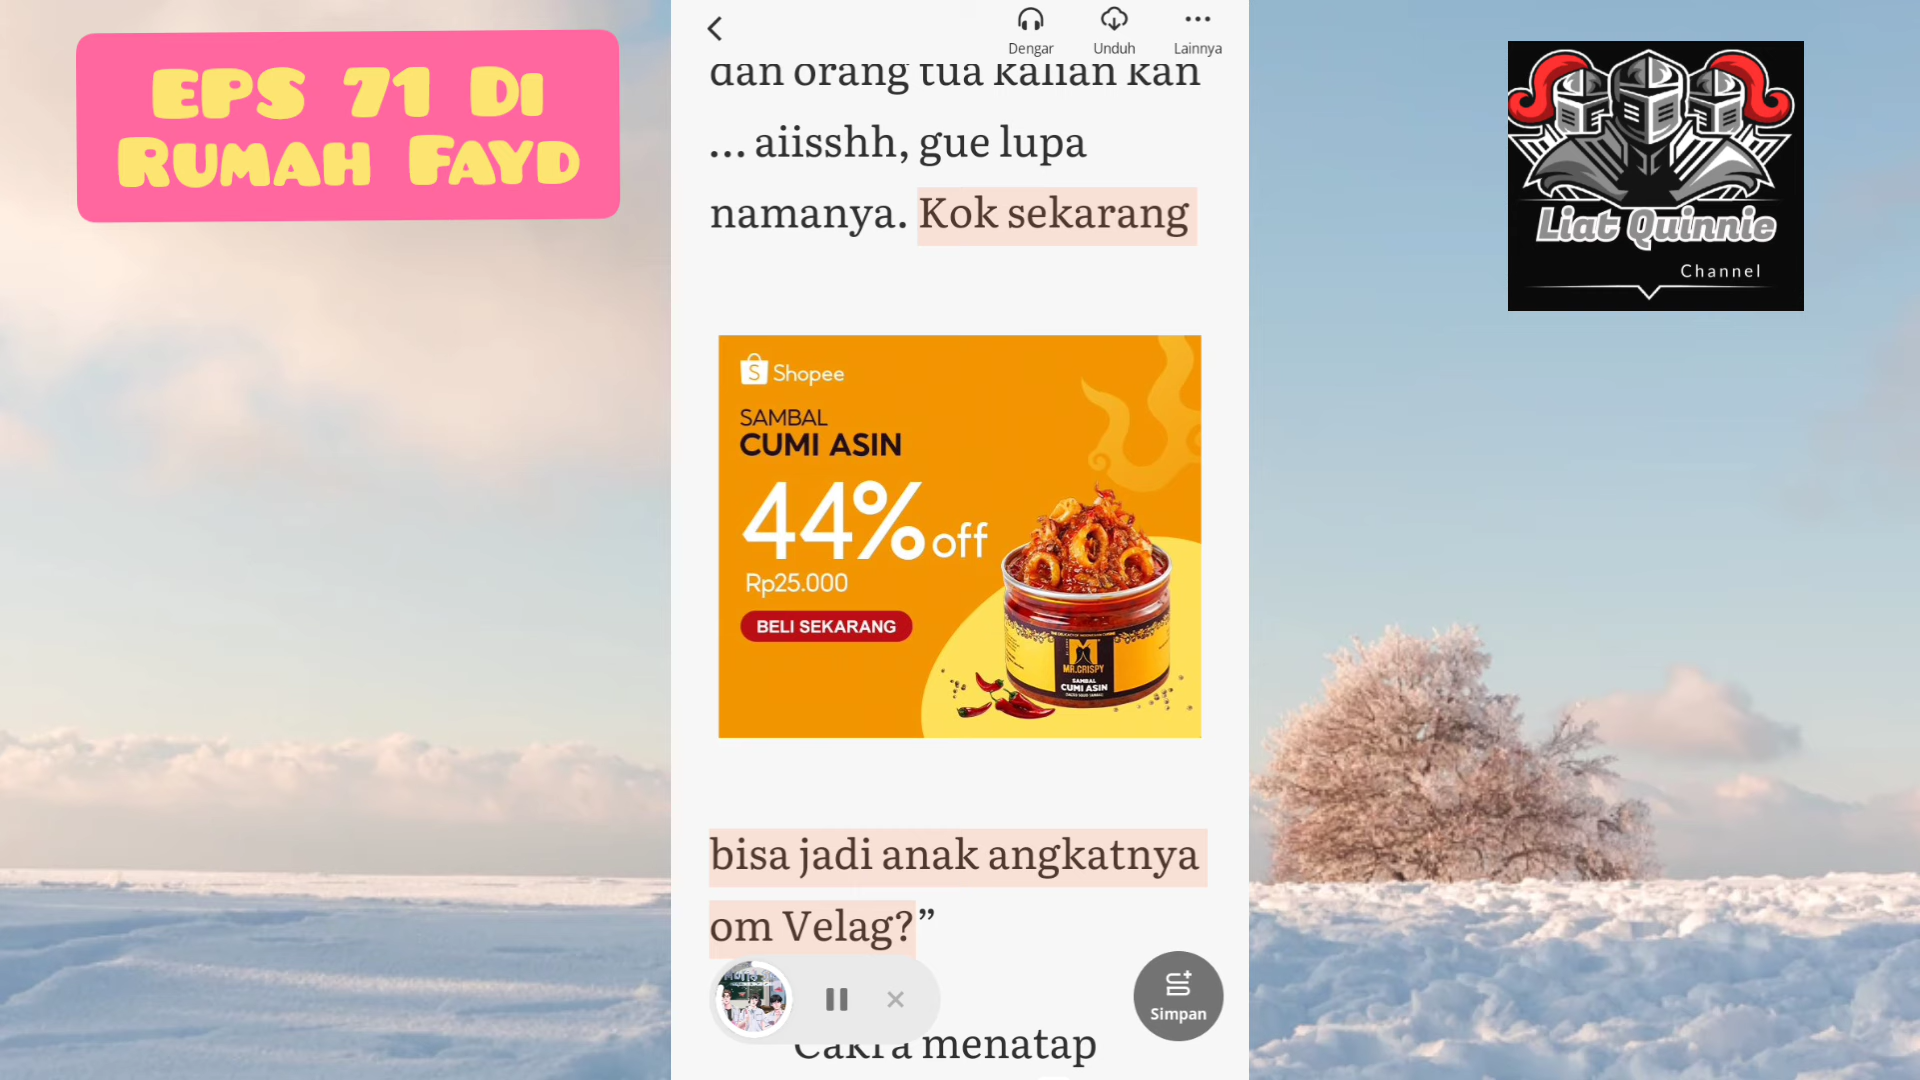 EPS 71 Di
Rumah Fayd
Dengar
Unduh
Lainnya
dan orang tua kalian kan
... aiisshh, gue lupa
namanya. Kok sekarang
Shopee
SAMBAL
CUMI ASIN
44% off
Rp25.000
BELI SEKARANG
MR.CRISPY
SAMBAL
CUMI ASIN
bisa jadi anak angkatnya
om Velag?”
Simpan
Cakra menatap
Liat Quinnie
Channel